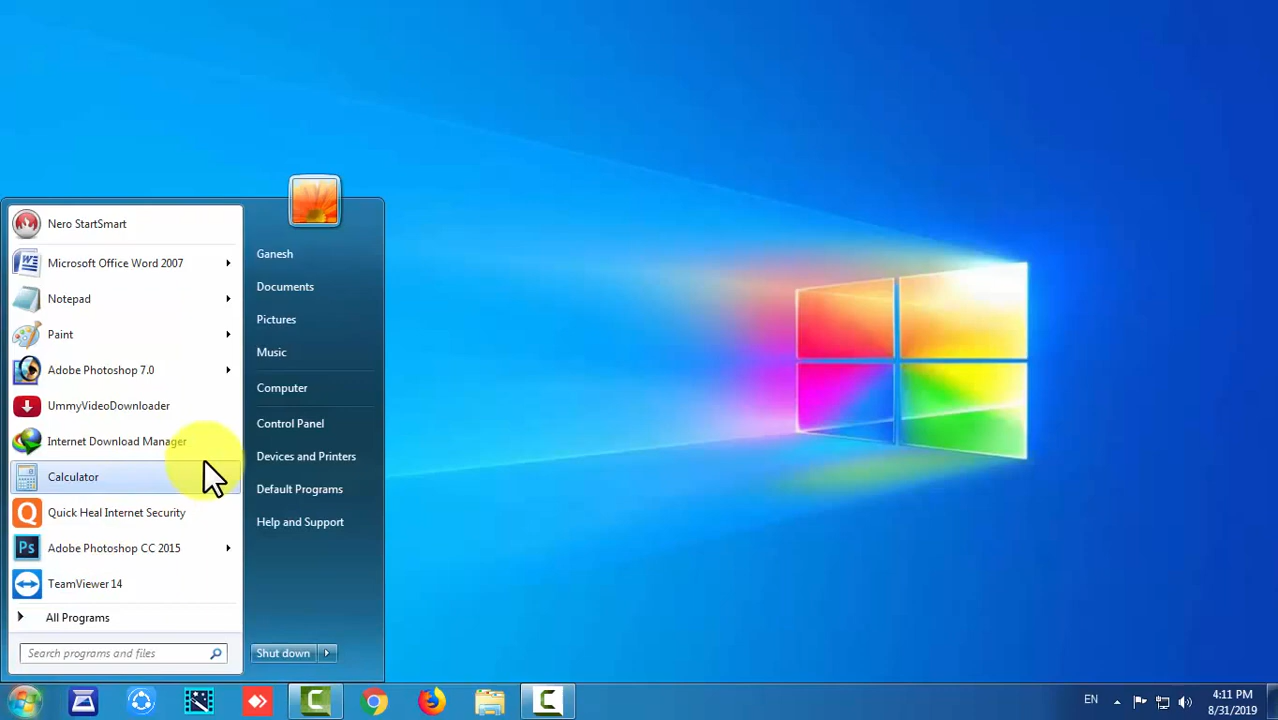 Nero StartSmart
Microsoft Office Word 2007
Notepad
Paint
Adobe Photoshop 7.0
UmmyVideoDownloader
Internet Download Manager
Calculator
Quick Heal Internet Security
Adobe Photoshop CC 2015
Ps
TeamViewer 14
All Programs
Search programs and files
Ganesh
Documents
Pictures
Music
Computer
Control Panel
Devices and Printers
Default Programs
Help and Support
Shut down
EN
4:11 PM
8/31/2019